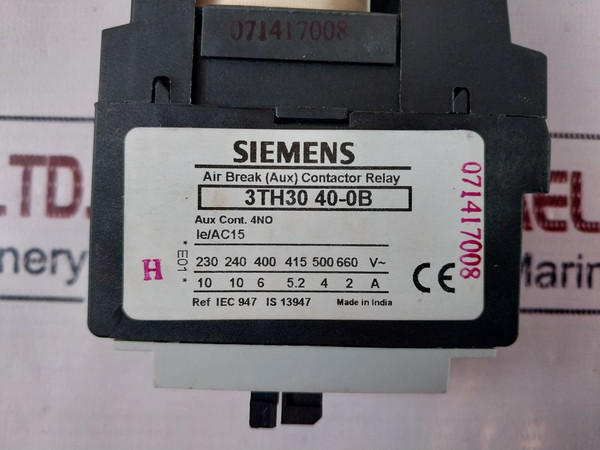 071417008
SIEMENS
Air Break (Aux) Contactor Relay
3TH30 40-0B
Aux Cont. 4NO
Ie/AC15
230 240 400 415 500 660 V~
10 10 6 5.2 4 2 A
Ref IEC 947 IS 13947 Made in India
* E01 *
H
CE
071417008
LTD.
Marin